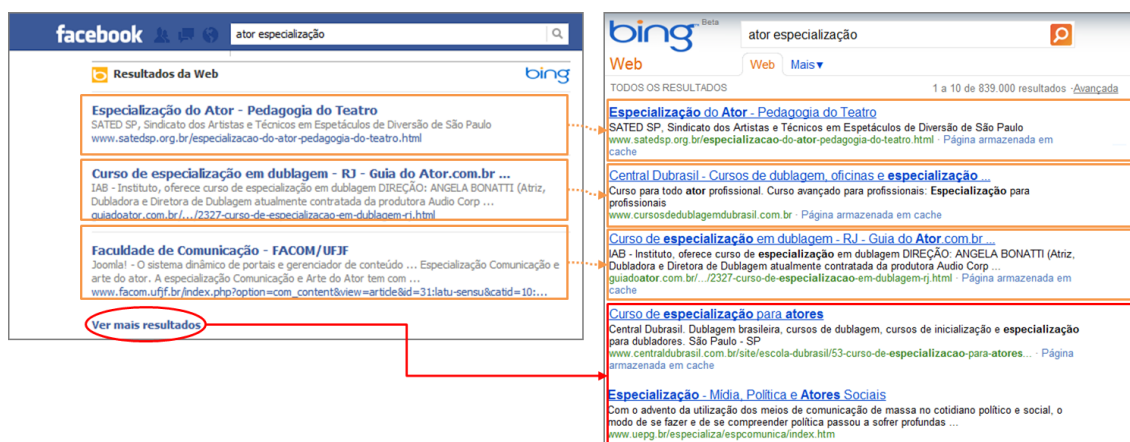 facebook
ator especialização
Resultados da Web
bing
Especialização do Ator - Pedagogia do Teatro
SATED SP, Sindicato dos Artistas e Técnicos em Espetáculos de Diversão de São Paulo
www.satedsp.org.br/especializacao-do-ator-pedagogia-do-teatro.html
Curso de especialização em dublagem - RJ - Guia do Ator.com.br ...
IAB - Instituto, oferece curso de especialização em dublagem DIREÇÃO: ANGELA BONATTI (Atriz,
Dubladora e Diretora de Dublagem atualmente contratada da produtora Audio Corp ...
guiadoator.com.br/.../2327-curso-de-especializacao-em-dublagem-rj.html
Faculdade de Comunicação - FACOM/UFJF
Joomla! - O sistema dinâmico de portais e gerenciador de conteúdo ... Especialização Comunicação e
arte do ator. A especialização Comunicação e Arte do Ator tem com ...
www.facom.ufjf.br/index.php?option=com_content&view=article&id=31:latu-sensu&catid=10:...
Ver mais resultados
bing Beta
ator especialização
Web
Web Mais▾
TODOS OS RESULTADOS
1 a 10 de 839.000 resultados ·Avançada
Especialização do Ator - Pedagogia do Teatro
SATED SP, Sindicato dos Artistas e Técnicos em Espetáculos de Diversão de São Paulo
www.satedsp.org.br/especializacao-do-ator-pedagogia-do-teatro.html · Página armazenada em
cache
Central Dubrasil - Cursos de dublagem, oficinas e especialização ...
Curso para todo ator profissional. Curso avançado para profissionais: Especialização para
profissionais
www.cursosdedublagemdubrasil.com.br · Página armazenada em cache
Curso de especialização em dublagem - RJ - Guia do Ator.com.br ...
IAB - Instituto, oferece curso de especialização em dublagem DIREÇÃO: ANGELA BONATTI (Atriz,
Dubladora e Diretora de Dublagem atualmente contratada da produtora Audio Corp ...
guiadoator.com.br/.../2327-curso-de-especializacao-em-dublagem-rj.html · Página armazenada em
cache
Curso de especialização para atores
Central Dubrasil. Dublagem brasileira, cursos de dublagem, cursos de inicialização e especialização
para dubladores. São Paulo - SP
www.centraldubrasil.com.br/site/escola-dubrasil/53-curso-de-especializacao-para-atores... · Página
armazenada em cache
Especialização - Mídia, Política e Atores Sociais
Com o advento da utilização dos meios de comunicação de massa no cotidiano político e social, o
modo de se fazer e de se compreender política passou a sofrer profundas ...
www.uepg.br/especializa/espcomunica/index.htm